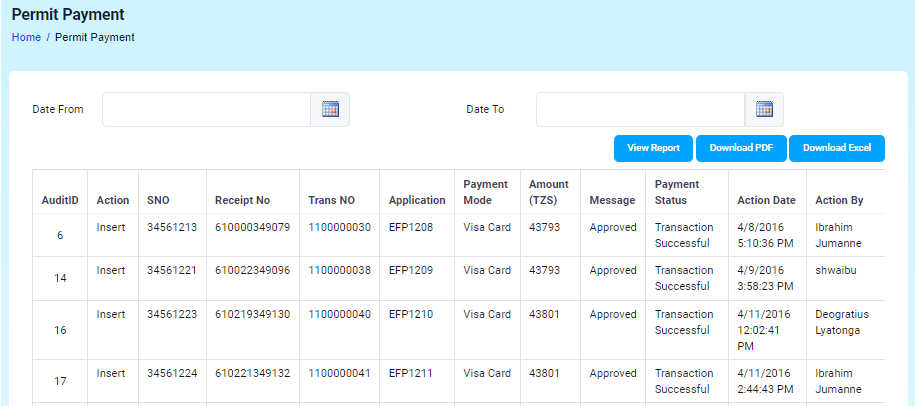 Permit Payment
Home / Permit Payment
Date From
Date To
View Report Download PDF Download Excel
AuditID Action SNO Receipt No Trans NO Application Payment Mode Amount (TZS) Message Payment Status Action Date Action By
6 Insert 34561213 610000349079 1100000030 EFP1208 Visa Card 43793 Approved Transaction Successful 4/8/2016 5:10:36 PM Ibrahim Jumanne
14 Insert 34561221 610022349096 1100000038 EFP1209 Visa Card 43793 Approved Transaction Successful 4/9/2016 3:58:23 PM shwaibu
16 Insert 34561223 610219349130 1100000040 EFP1210 Visa Card 43801 Approved Transaction Successful 4/11/2016 12:02:41 PM Deogratius Lyatonga
17 Insert 34561224 610221349132 1100000041 EFP1211 Visa Card 43801 Approved Transaction Successful 4/11/2016 2:44:43 PM Ibrahim Jumanne